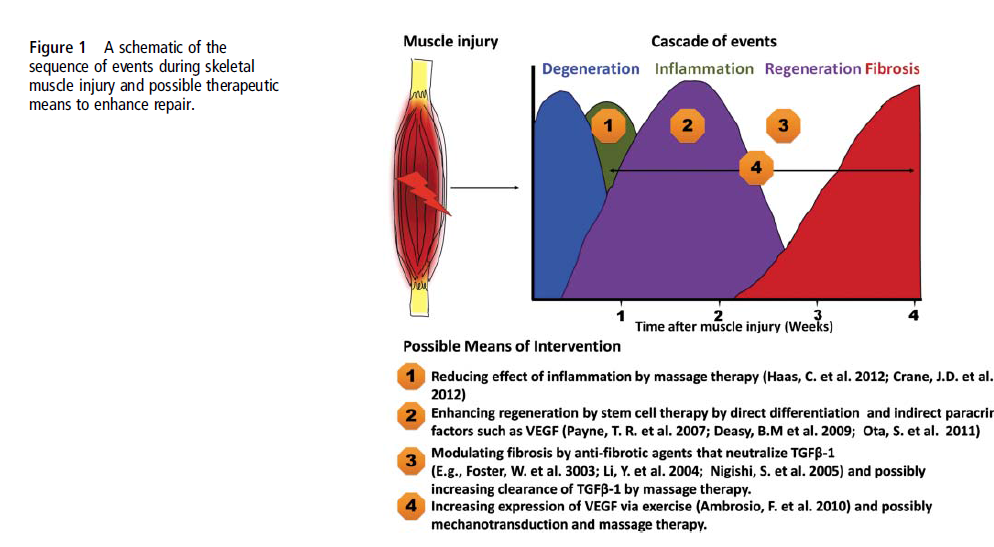 Figure 1 A schematic of the
sequence of events during skeletal
muscle injury and possible therapeutic
means to enhance repair.
Muscle injury
Cascade of events
Degeneration Inflammation Regeneration Fibrosis
1 2 3
4
1 2 3 4
Time after muscle injury (Weeks)
Possible Means of Intervention
1 Reducing effect of inflammation by massage therapy (Haas, C. et al. 2012; Crane, J.D. et al.
2012)
2 Enhancing regeneration by stem cell therapy by direct differentiation and indirect paracrin
factors such as VEGF (Payne, T. R. et al. 2007; Deasy, B.M et al. 2009; Ota, S. et al. 2011)
3 Modulating fibrosis by anti-fibrotic agents that neutralize TGFβ-1
(E.g., Foster, W. et al. 3003; Li, Y. et al. 2004; Nigishi, S. et al. 2005) and possibly
increasing clearance of TGFβ-1 by massage therapy.
4 Increasing expression of VEGF via exercise (Ambrosio, F. et al. 2010) and possibly
mechanotransduction and massage therapy.